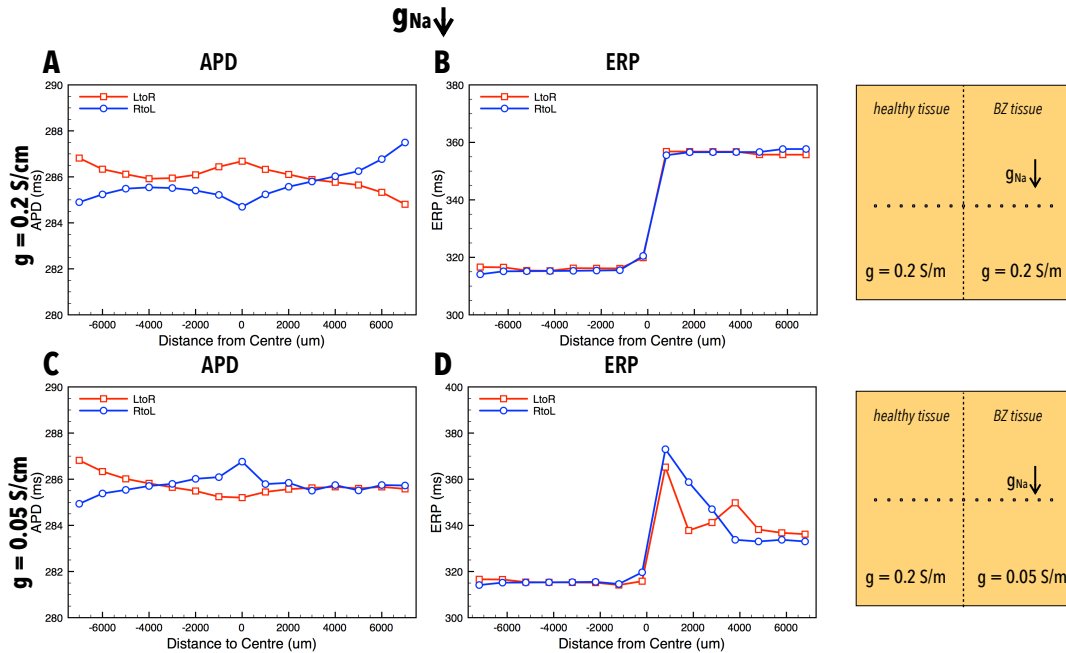 gNa↓
A
APD
B
ERP
g = 0.2 S/cm
APD (ms)
290
288
286
284
282
280
LtoR
RtoL
-6000 -4000 -2000 0 2000 4000 6000
Distance from Centre (um)
ERP (ms)
380
360
340
320
300
LtoR
RtoL
-6000 -4000 -2000 0 2000 4000 6000
Distance from Centre (um)
healthy tissue
BZ tissue
gNa↓
g = 0.2 S/m
g = 0.2 S/m
C
APD
D
ERP
g = 0.05 S/cm
APD (ms)
290
288
286
284
282
280
LtoR
RtoL
-6000 -4000 -2000 0 2000 4000 6000
Distance to Centre (um)
ERP (ms)
400
380
360
340
320
300
LtoR
RtoL
-6000 -4000 -2000 0 2000 4000 6000
Distance from Centre (um)
healthy tissue
BZ tissue
gNa↓
g = 0.2 S/m
g = 0.05 S/m